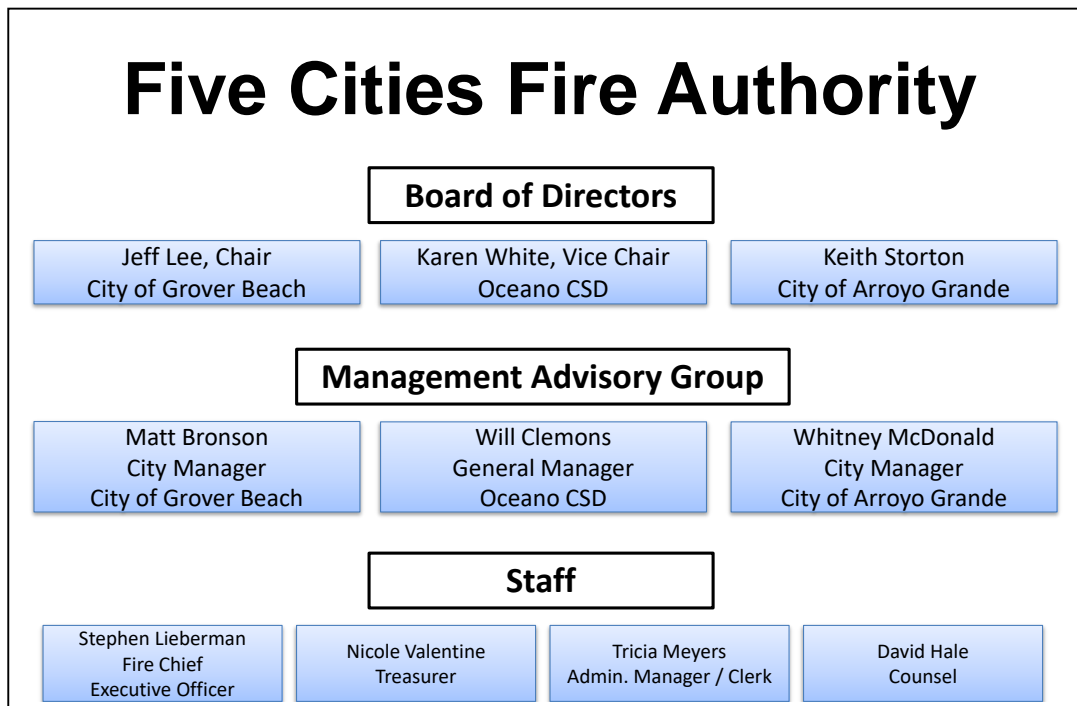 Five Cities Fire Authority
Board of Directors
Jeff Lee, Chair
City of Grover Beach
Karen White, Vice Chair
Oceano CSD
Keith Storton
City of Arroyo Grande
Management Advisory Group
Matt Bronson
City Manager
City of Grover Beach
Will Clemons
General Manager
Oceano CSD
Whitney McDonald
City Manager
City of Arroyo Grande
Staff
Stephen Lieberman
Fire Chief
Executive Officer
Nicole Valentine
Treasurer
Tricia Meyers
Admin. Manager / Clerk
David Hale
Counsel